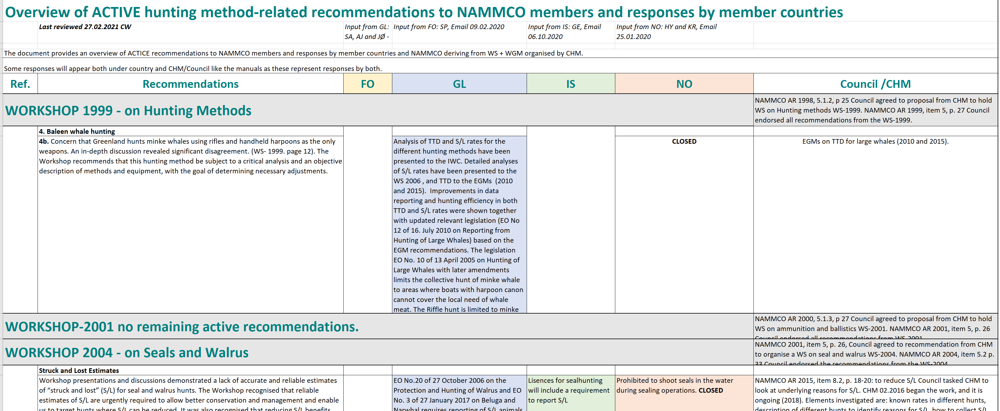 Overview of ACTIVE hunting method-related recommendations to NAMMCO members and responses by member countries
Last reviewed 27.02.2021 CW
Input from GL:
SA, AJ and JØ -
Input from FO: SP, Email 09.02.2020
Input from IS: GE, Email
06.10.2020
Input from NO: HY and KR, Email
25.01.2020
The document provides an overview of ACTICE recommendations to NAMMCO members and responses by member countries and NAMMCO deriving from WS + WGM organised by CHM.
Some responses will appear both under country and CHM/Council like the manuals as these represent responses by both.
Ref.
Recommendations
FO
GL
IS
NO
Council /CHM
WORKSHOP 1999 - on Hunting Methods
NAMMCO AR 1998, 5.1.2, p 25 Council agreed to proposal from CHM to hold
WS on Hunting methods WS-1999. NAMMCO AR 1999, item 5, p. 27 Council
endorsed all recommendations from the WS-1999.
4. Baleen whale hunting
4b. Concern that Greenland hunts minke whales using rifles and handheld harpoons as the only
weapons. An in-depth discussion revealed significant disagreement. (WS- 1999. page 12). The
Workshop recommends that this hunting method be subject to a critical analysis and an objective
description of methods and equipment, with the goal of determining necessary adjustments.
Analysis of TTD and S/L rates for the
different hunting methods have been
presented to the IWC. Detailed analyses
of S/L rates have been presented to the
WS 2006 , and TTD to the EGMs  (2010
and 2015).  Improvements in data
reporting and hunting efficiency in both
TTD and S/L rates were shown together
with updated relevant legislation (EO No
12 of 16. July 2010 on Reporting from
Hunting of Large Whales) based on the
EGM recommendations. The legislation
EO No. 10 of 13 April 2005 on Hunting of
Large Whales with later amendments
limits the collective hunt of minke whale
to areas where boats with harpoon canon
cannot cover the local need of whale
meat. The Riffle hunt is limited to minke
CLOSED
EGMs on TTD for large whales (2010 and 2015).
WORKSHOP-2001 no remaining active recommendations.
NAMMCO AR 2000, 5.1.3, p 27 Council agreed to proposal from CHM to hold
WS on ammunition and ballistics WS-2001. NAMMCO AR 2001, item 5, p. 26
Council endorsed all recommendations from WS-2001
WORKSHOP 2004 - on Seals and Walrus
NAMMCO 2001, item 5, p. 26, Council agreed to recommendation from CHM
to organise a WS on seal and walrus WS-2004. NAMMCO AR 2004, item 5.2 p.
33 Council endorsed the recommendations from the WS-2004
Struck and Lost Estimates
Workshop presentations and discussions demonstrated a lack of accurate and reliable estimates
of “struck and lost” (S/L) for seal and walrus hunts. The Workshop recognised that reliable
estimates of S/L are urgently required to allow better conservation and management and enable
us to target hunts where S/L can be reduced. It was also recognised that reducing S/L benefits
EO No.20 of 27 October 2006 on the
Protection and Hunting of Walrus and EO
No. 3 of 27 January 2017 on Beluga and
Narwhal requires reporting of S/L animals
Lisences for sealhunting
will include a requirement
to report S/L
Prohibited to shoot seals in the water
during sealing operations. CLOSED
NAMMCO AR 2015, item 8.2, p. 18-20: to reduce S/L Council tasked CHM to
look at underlying reasons for S/L. CHM 02.2016 began the work, and it is
ongoing (2018). Elements investigated are: known rates in different hunts,
description of different hunts to identify reasons for S/L, how to collect S/L